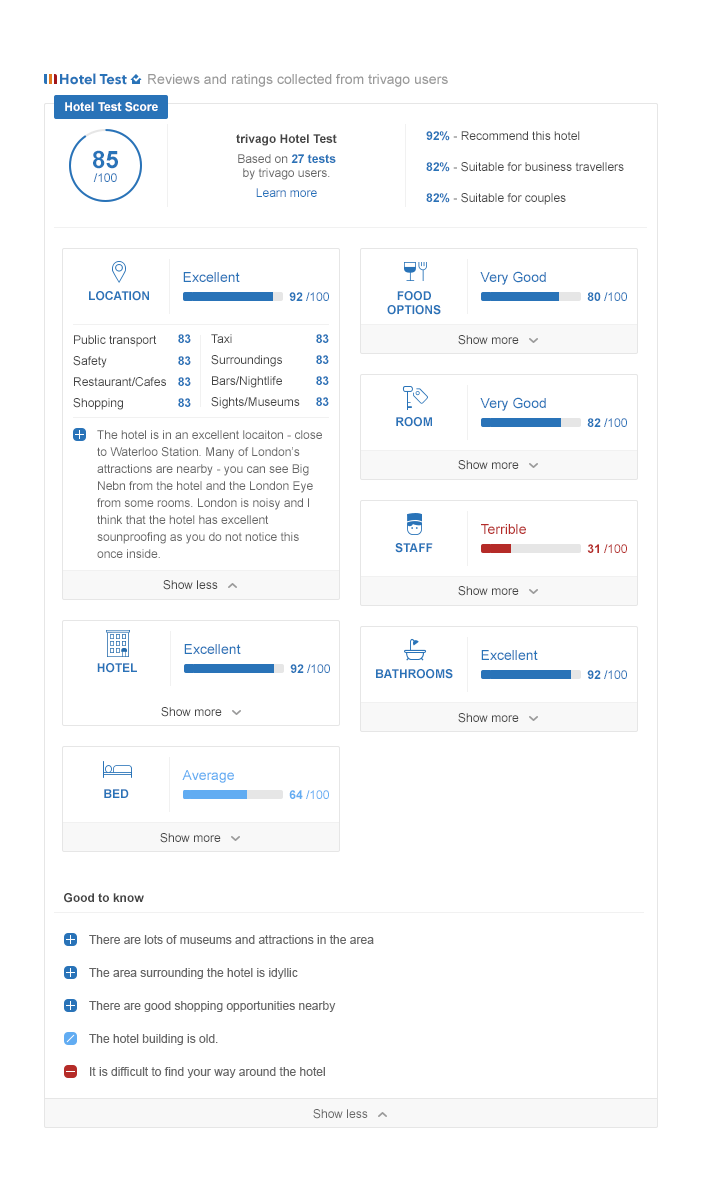 Hotel Test Reviews and ratings collected from trivago users
Hotel Test Score
85
/100
trivago Hotel Test
Based on 27 tests
by trivago users.
Learn more
92% - Recommend this hotel
82% - Suitable for business travellers
82% - Suitable for couples
LOCATION
Excellent
92 /100
Public transport 83
Taxi 83
Safety 83
Surroundings 83
Restaurant/Cafes 83
Bars/Nightlife 83
Shopping 83
Sights/Museums 83
The hotel is in an excellent locaiton - close
to Waterloo Station. Many of London's
attractions are nearby - you can see Big
Nebn from the hotel and the London Eye
from some rooms. London is noisy and I
think that the hotel has excellent
sounproofing as you do not notice this
once inside.
Show less
HOTEL
Excellent
92 /100
Show more
BED
Average
64 /100
Show more
FOOD
OPTIONS
Very Good
80 /100
Show more
ROOM
Very Good
82 /100
Show more
STAFF
Terrible
31 /100
Show more
BATHROOMS
Excellent
92 /100
Show more
Good to know
There are lots of museums and attractions in the area
The area surrounding the hotel is idyllic
There are good shopping opportunities nearby
The hotel building is old.
It is difficult to find your way around the hotel
Show less